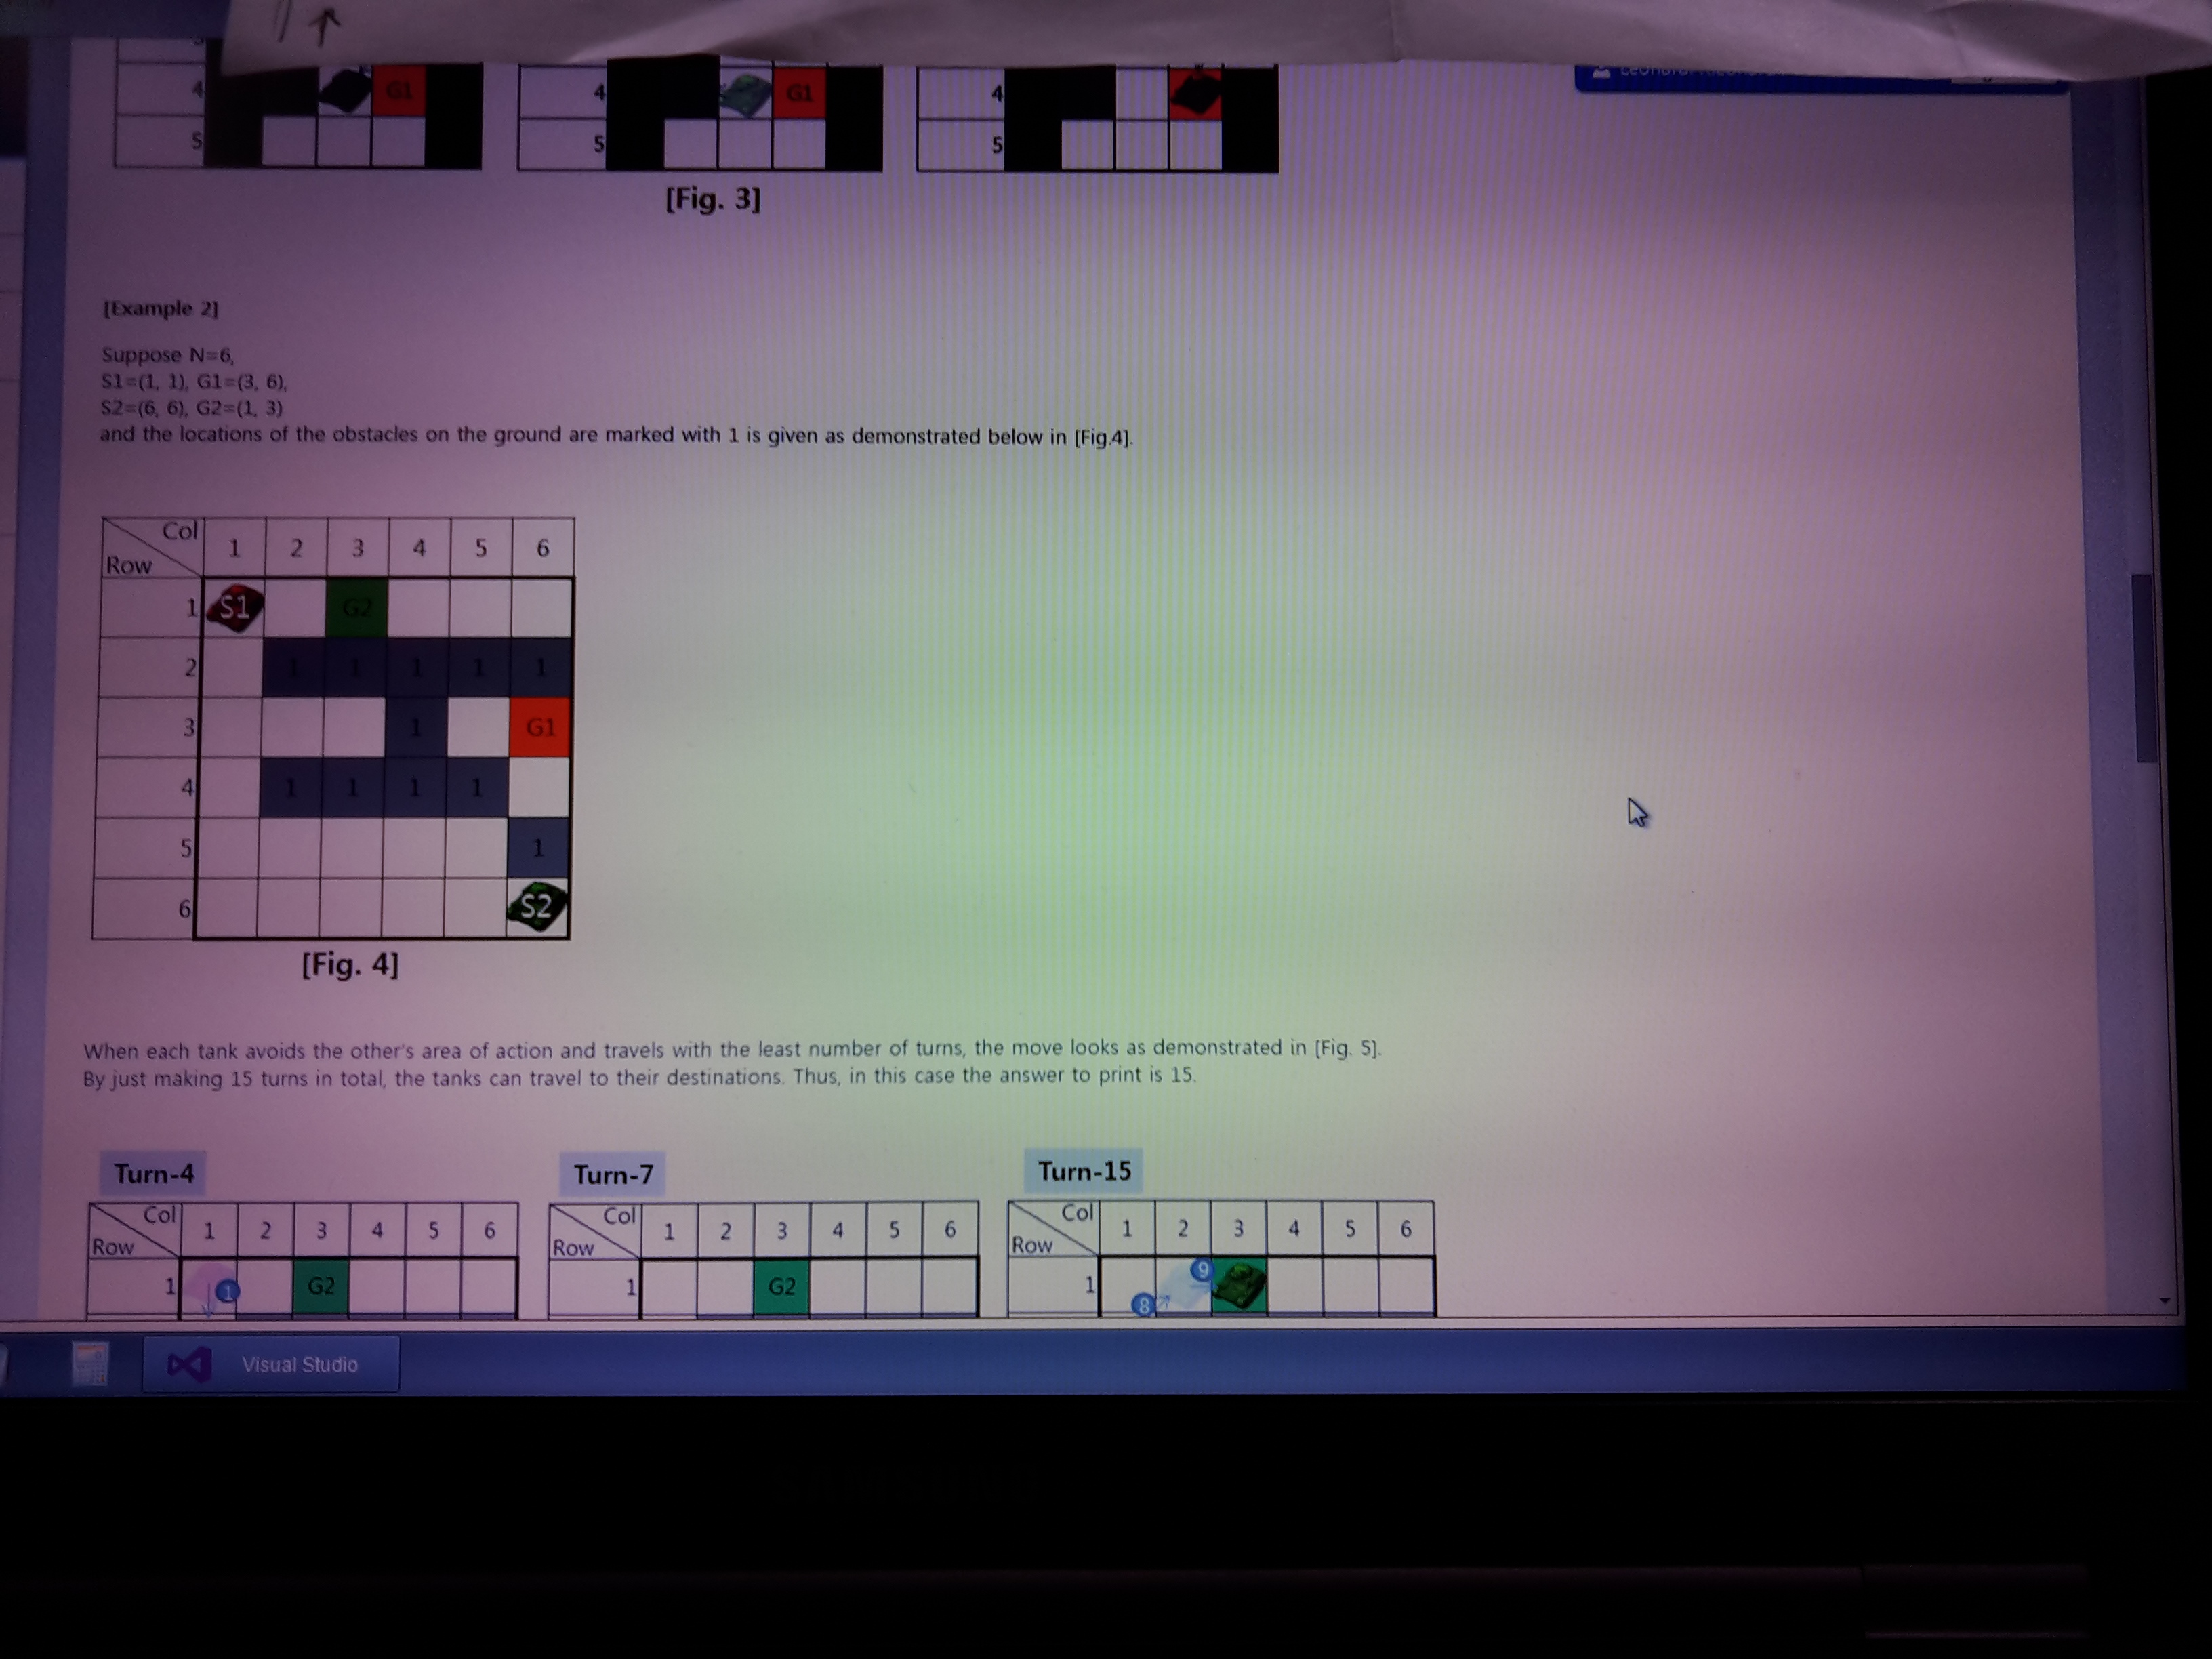 4 G1
5
4 G1
5
4
5
[Fig. 3]
[Example 2]
Suppose N=6,
S1=(1, 1), G1=(3, 6),
S2=(6, 6), G2=(1, 3)
and the locations of the obstacles on the ground are marked with 1 is given as demonstrated below in [Fig.4].
Col 1 2 3 4 5 6
Row
1 S1 G2
2 1 1 1 1 1
3 1 G1
4 1 1 1 1
5 1
6 S2
[Fig. 4]
When each tank avoids the other's area of action and travels with the least number of turns, the move looks as demonstrated in [Fig. 5].
By just making 15 turns in total, the tanks can travel to their destinations. Thus, in this case the answer to print is 15.
Turn-4
Col 1 2 3 4 5 6
Row
1 1 G2
Turn-7
Col 1 2 3 4 5 6
Row
1 G2
Turn-15
Col 1 2 3 4 5 6
Row
1 8 9
Visual Studio